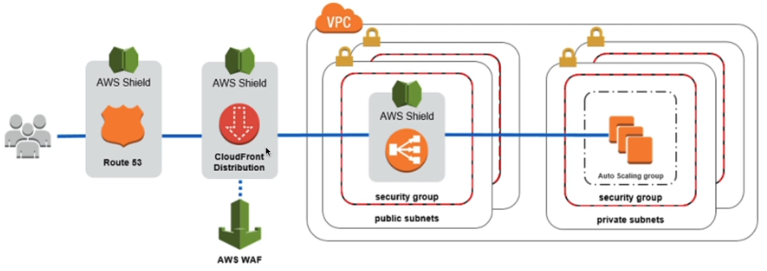 VPC
AWS Shield
Route 53
AWS Shield
CloudFront
Distribution
AWS WAF
AWS Shield
security group
public subnets
Auto Scaling group
security group
private subnets